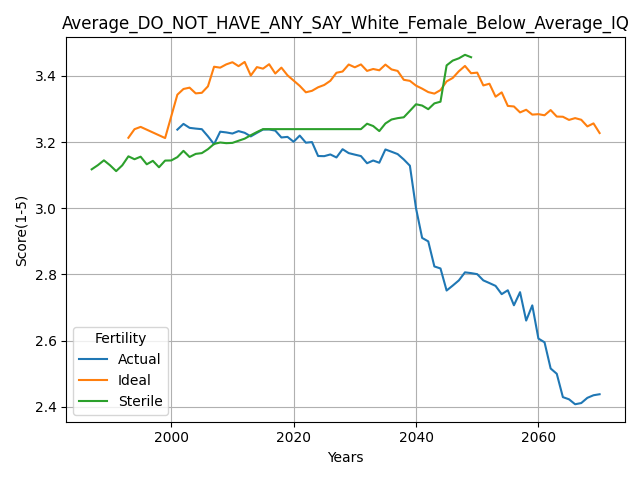 Average_DO_NOT_HAVE_ANY_SAY_White_Female_Below_Average_IQ
Score(1-5)
3.4
3.2
3.0
2.8
2.6
2.4
Fertility
Actual
Ideal
Sterile
2000
2020
2040
2060
Years